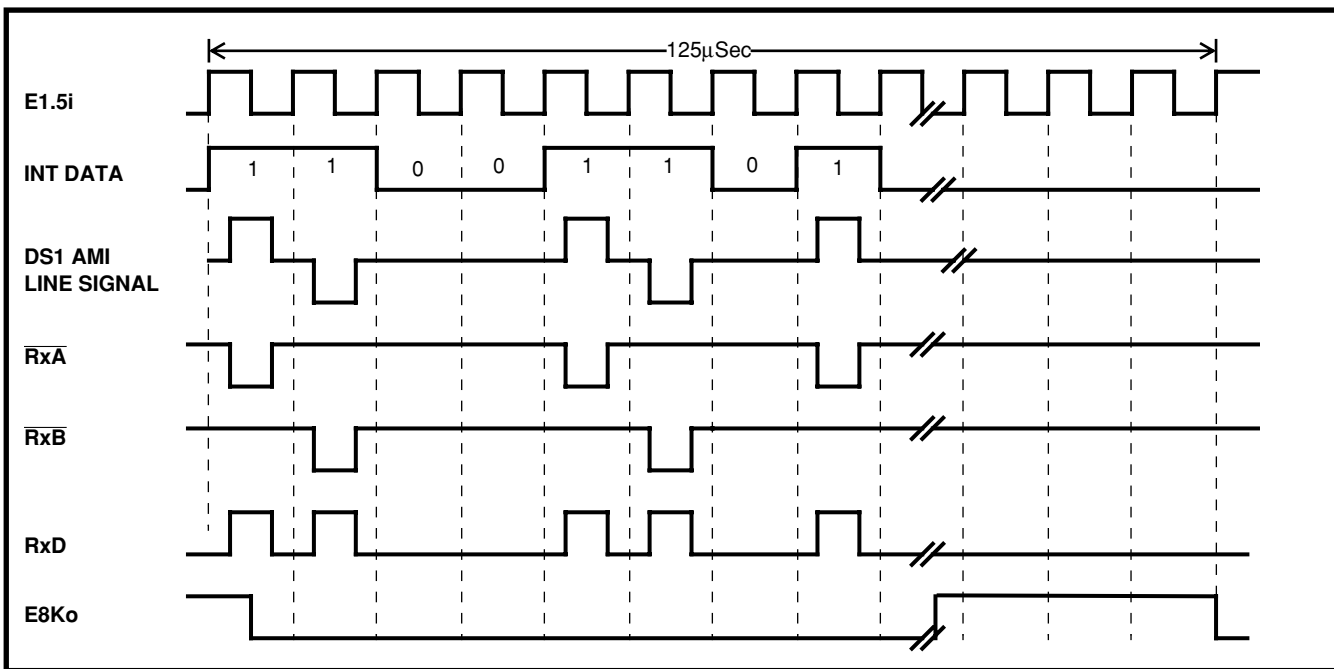 125µSec
E1.5i
INT DATA
1 1 0 0 1 1 0 1
DS1 AMI
LINE SIGNAL
RxA
RxB
RxD
E8Ko